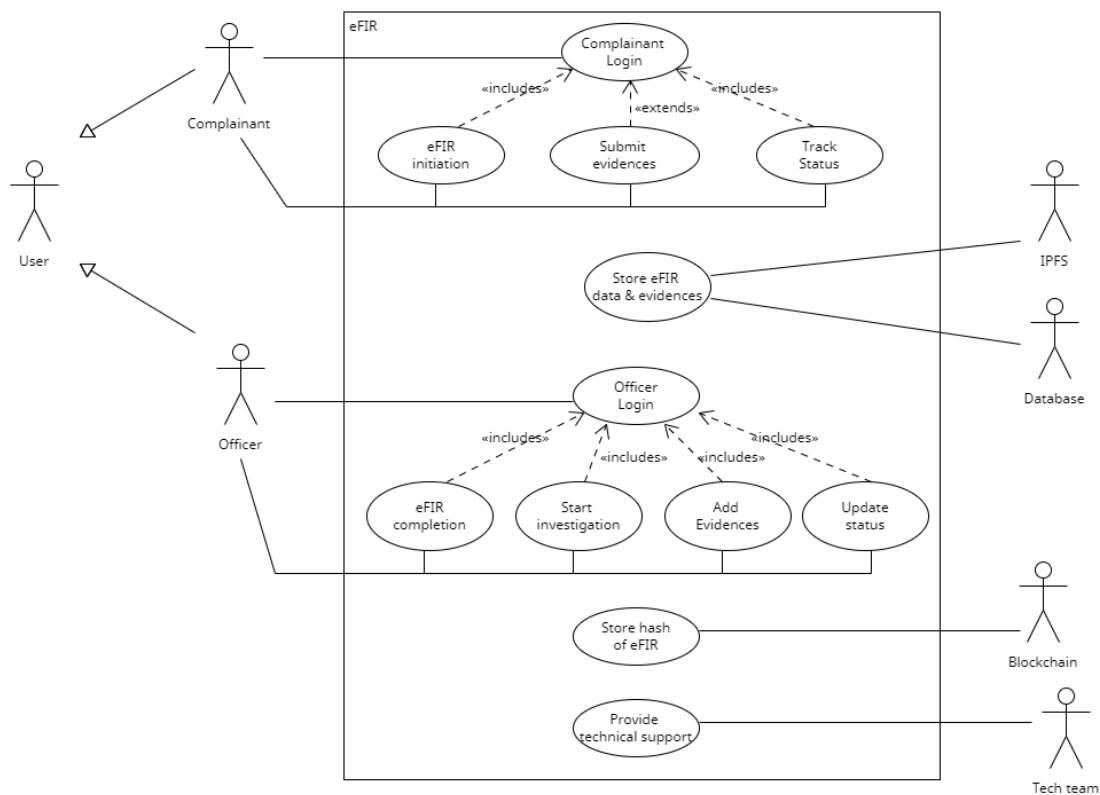 eFIR
Complainant
Login
«includes»
«extends»
«includes»
Complainant
eFIR
initiation
Submit
evidences
Track
Status
User
IPFS
Store eFIR
data & evidences
Database
Officer
Login
Officer
«includes»
«includes»
«includes»
«includes»
eFIR
completion
Start
investigation
Add
Evidences
Update
status
Store hash
of eFIR
Blockchain
Provide
technical support
Tech team